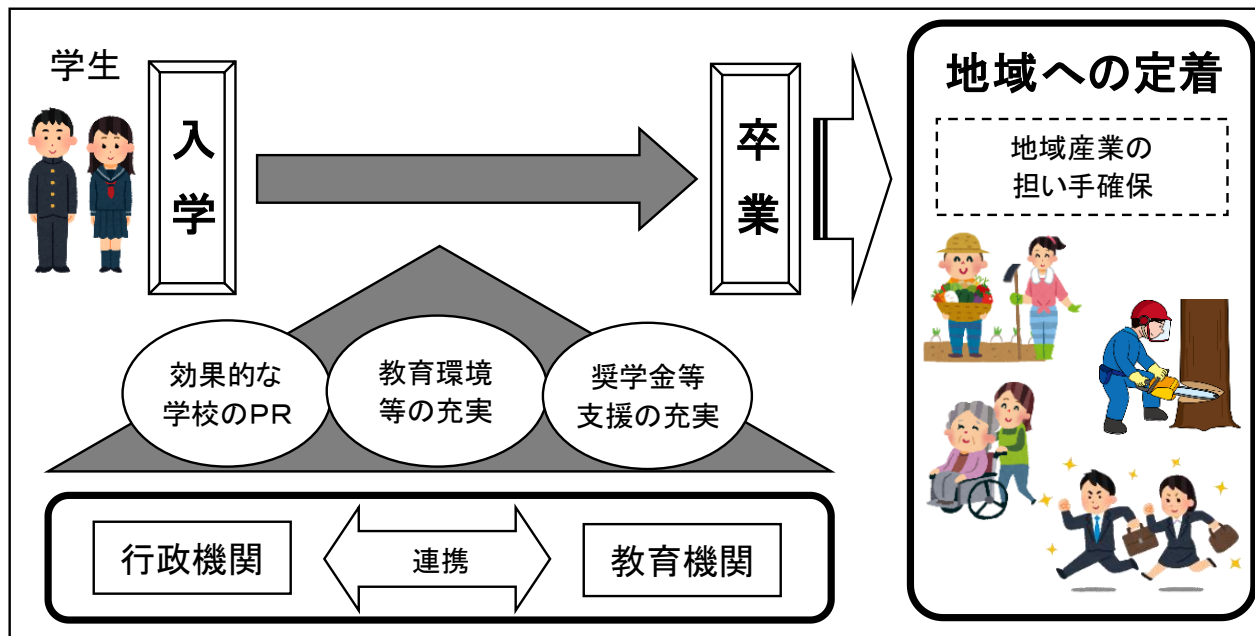 学生
入学
卒業
地域への定着
地域産業の
担い手確保
効果的な
学校のPR
教育環境
等の充実
奨学金等
支援の充実
行政機関
連携
教育機関